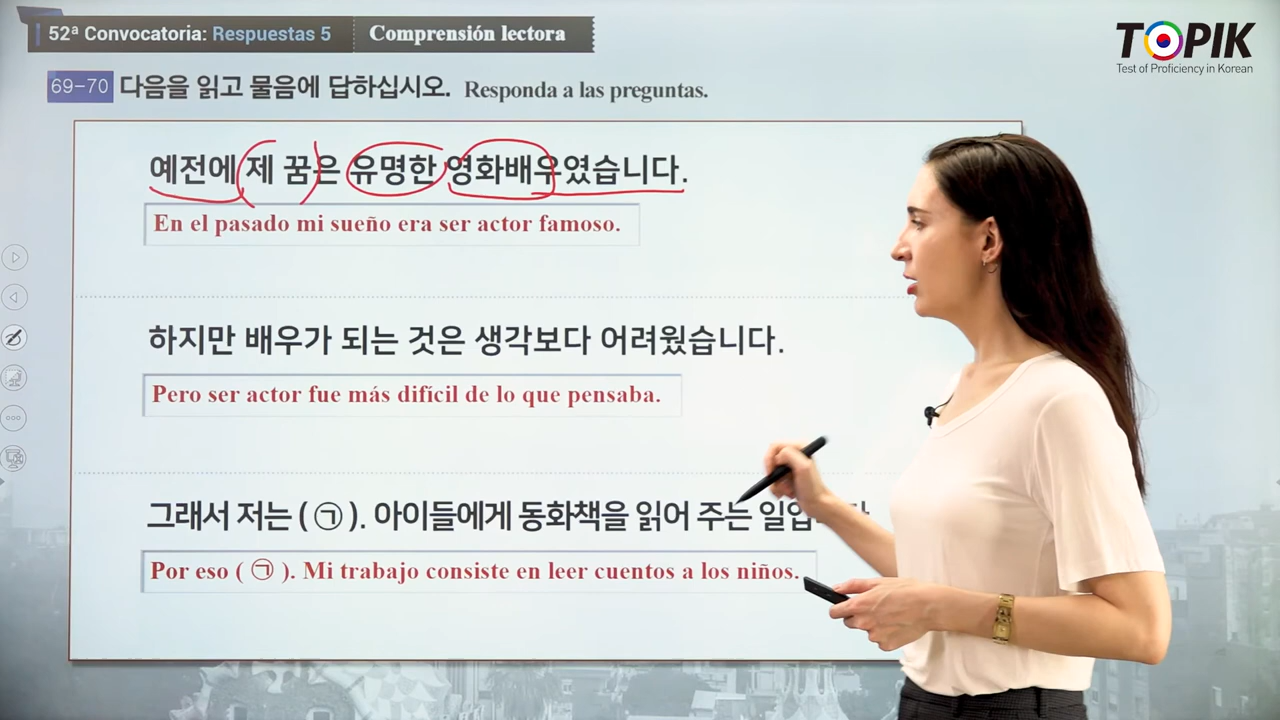 52ª Convocatoria: Respuestas 5 Comprensión lectora
TOPIK
Test of Proficiency in Korean
69-70 다음을 읽고 물음에 답하십시오. Responda a las preguntas.
예전에 제 꿈은 유명한 영화배우였습니다.
En el pasado mi sueño era ser actor famoso.
하지만 배우가 되는 것은 생각보다 어려웠습니다.
Pero ser actor fue más difícil de lo que pensaba.
그래서 저는 ( ㉠ ). 아이들에게 동화책을 읽어 주는
Por eso ( ㉠ ). Mi trabajo consiste en leer cuentos a los niños.